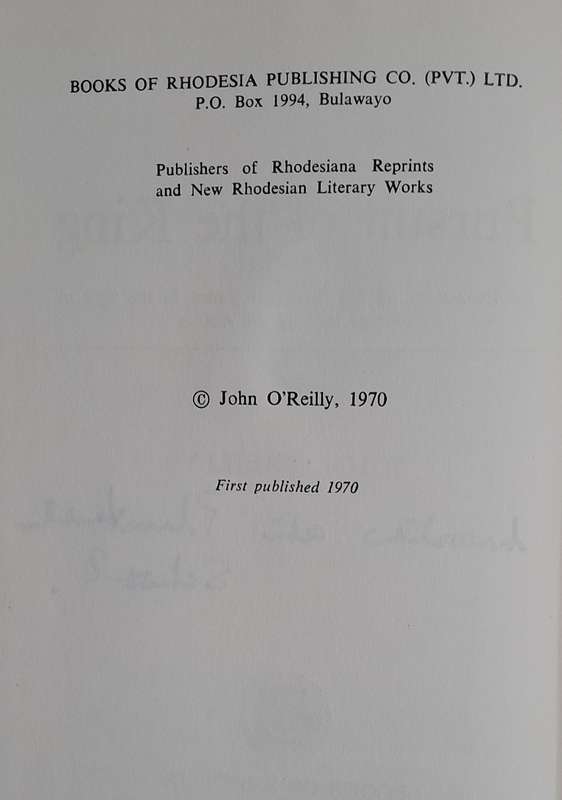 BOOKS OF RHODESIA PUBLISHING CO. (PVT.) LTD.
P.O. Box 1994, Bulawayo
Publishers of Rhodesiana Reprints
and New Rhodesian Literary Works
© John O'Reilly, 1970
First published 1970